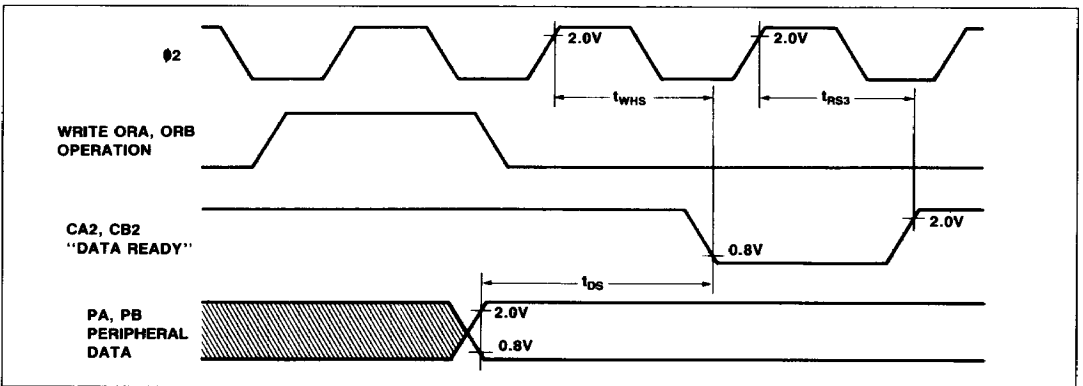 ϕ2
2.0V
2.0V
tWHS
tRS3
WRITE ORA, ORB
OPERATION
CA2, CB2
"DATA READY"
2.0V
0.8V
tDS
PA, PB
PERIPHERAL
DATA
2.0V
0.8V